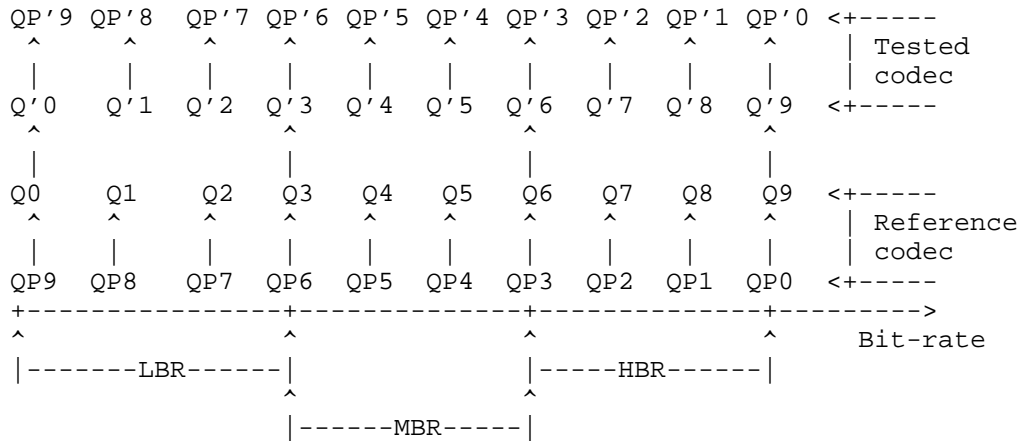 QP'9 QP'8  QP'7 QP'6 QP'5 QP'4 QP'3 QP'2 QP'1 QP'0 <+-----
 ^     ^    ^    ^    ^    ^    ^    ^    ^    ^    | Tested
 |     |    |    |    |    |    |    |    |    |    | codec
Q'0   Q'1  Q'2  Q'3  Q'4  Q'5  Q'6  Q'7  Q'8  Q'9  <+-----
 ^               ^              ^              ^
 |               |              |              |
Q0    Q1    Q2   Q3   Q4   Q5   Q6   Q7   Q8   Q9  <+-----
 ^    ^     ^    ^    ^    ^    ^    ^    ^    ^    | Reference
 |    |     |    |    |    |    |    |    |    |    | codec
QP9  QP8   QP7  QP6  QP5  QP4  QP3  QP2  QP1  QP0  <+-----
+----------------+--------------+--------------+--------->
^                ^              ^              ^     Bit-rate
|-------LBR------|              |-----HBR------|
                 ^              ^
                 |------MBR-----|